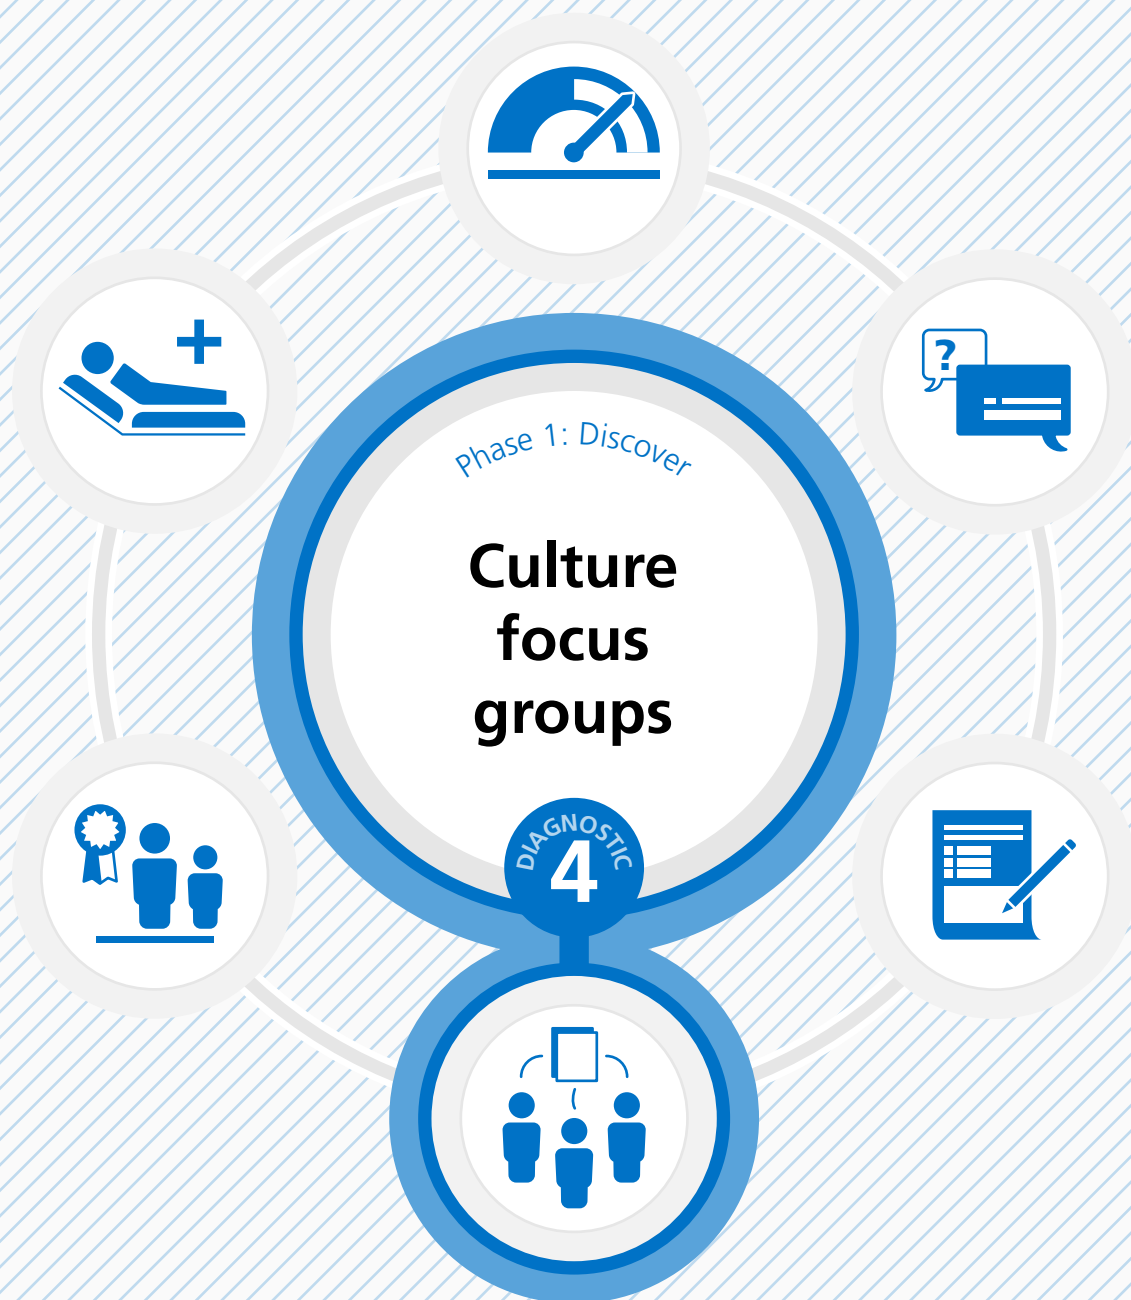 ?
Phase 1: Discover
Culture
focus
groups
DIAGNOSTIC
4